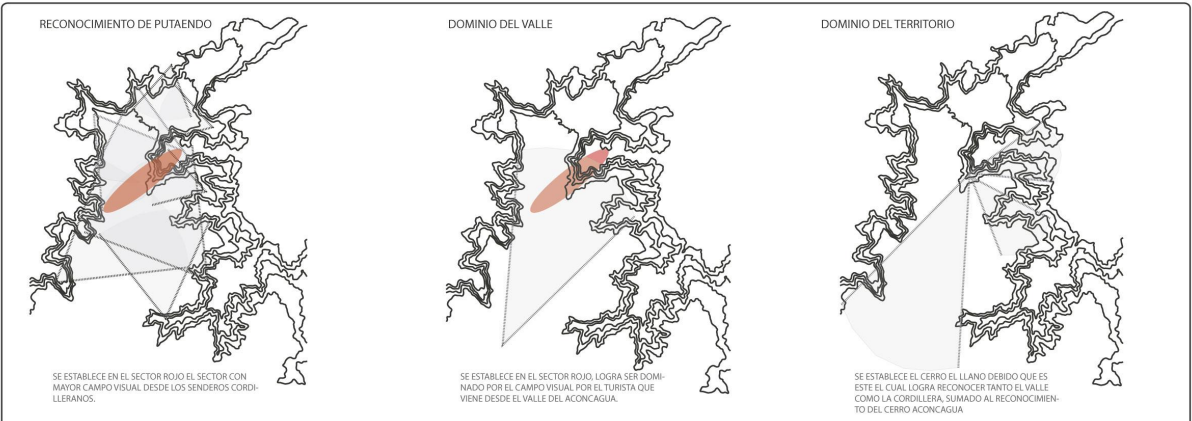 RECONOCIMIENTO DE PUTAENDO
SE ESTABLECE EN EL SECTOR ROJO EL SECTOR CON
MAYOR CAMPO VISUAL DESDE LOS SENDEROS CORDI-
LLERANOS.
DOMINIO DEL VALLE
SE ESTABLECE EN EL SECTOR ROJO, LOGRA SER DOMI-
NADO POR EL CAMPO VISUAL POR EL TURISTA QUE
VIENE DESDE EL VALLE DEL ACONCAGUA.
DOMINIO DEL TERRITORIO
SE ESTABLECE EL CERRO EL LLANO DEBIDO QUE ES
ESTE EL CUAL LOGRA RECONOCER TANTO EL VALLE
COMO LA CORDILLERA, SUMADO AL RECONOCIMIEN-
TO DEL CERRO ACONCAGUA